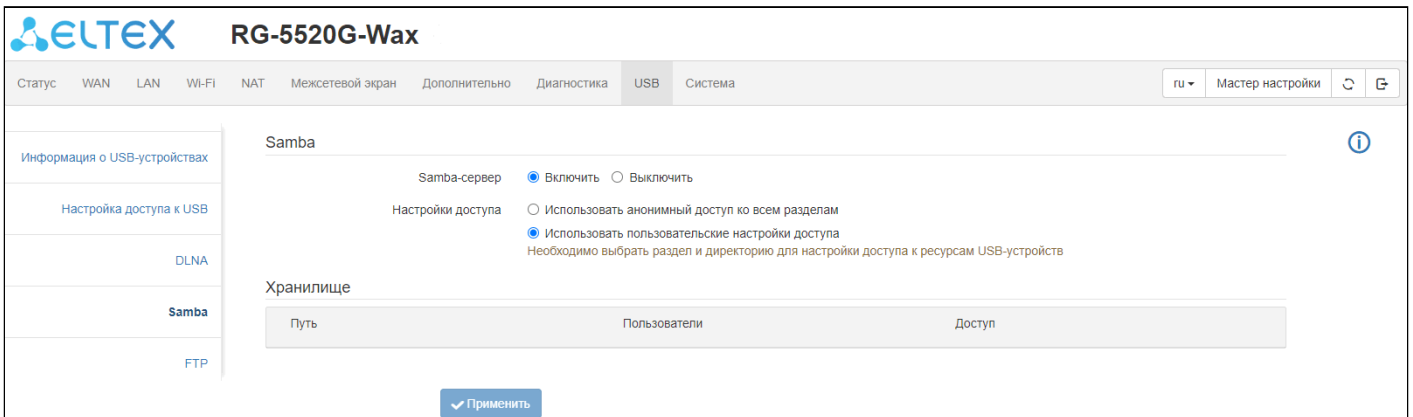 ELTEX RG-5520G-Wax
Статус WAN LAN Wi-Fi NAT Межсетевой экран Дополнительно Диагностика USB Система ru Мастер настройки
Информация о USB-устройствах
Настройка доступа к USB
DLNA
Samba
FTP
Samba
Samba-сервер Включить Выключить
Настройки доступа Использовать анонимный доступ ко всем разделам
Использовать пользовательские настройки доступа
Необходимо выбрать раздел и директорию для настройки доступа к ресурсам USB-устройств
Хранилище
Путь Пользователи Доступ
Применить